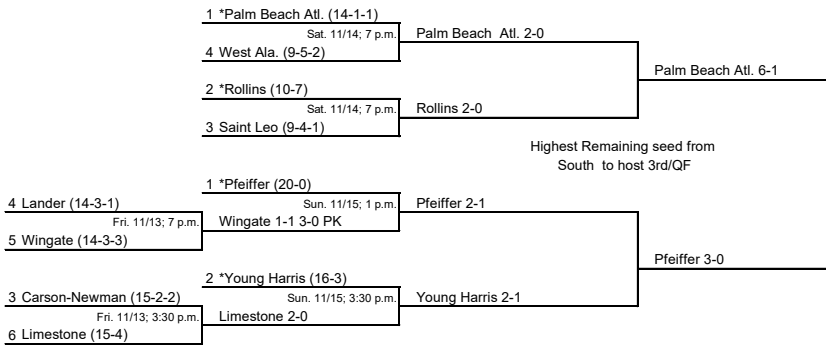 1 *Palm Beach Atl. (14-1-1)
Sat. 11/14; 7 p.m.
Palm Beach Atl. 2-0
4 West Ala. (9-5-2)
Palm Beach Atl. 6-1
2 *Rollins (10-7)
Sat. 11/14; 7 p.m.
Rollins 2-0
3 Saint Leo (9-4-1)
Highest Remaining seed from
South to host 3rd/QF
1 *Pfeiffer (20-0)
4 Lander (14-3-1)
Sun. 11/15; 1 p.m.
Pfeiffer 2-1
Fri. 11/13; 7 p.m.
Wingate 1-1 3-0 PK
5 Wingate (14-3-3)
Pfeiffer 3-0
2 *Young Harris (16-3)
3 Carson-Newman (15-2-2)
Sun. 11/15; 3:30 p.m.
Young Harris 2-1
Fri. 11/13; 3:30 p.m.
Limestone 2-0
6 Limestone (15-4)